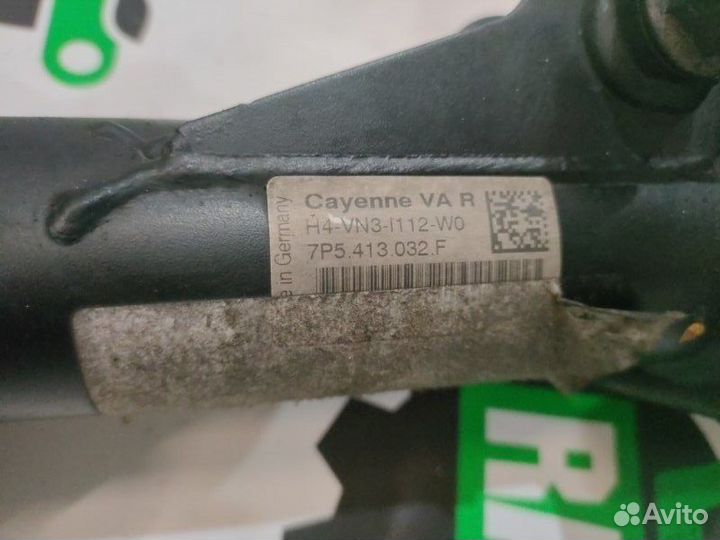 Cayenne VA R
H4-VN3-I112-W0
7P5.413.032.F
in Germany
Avito